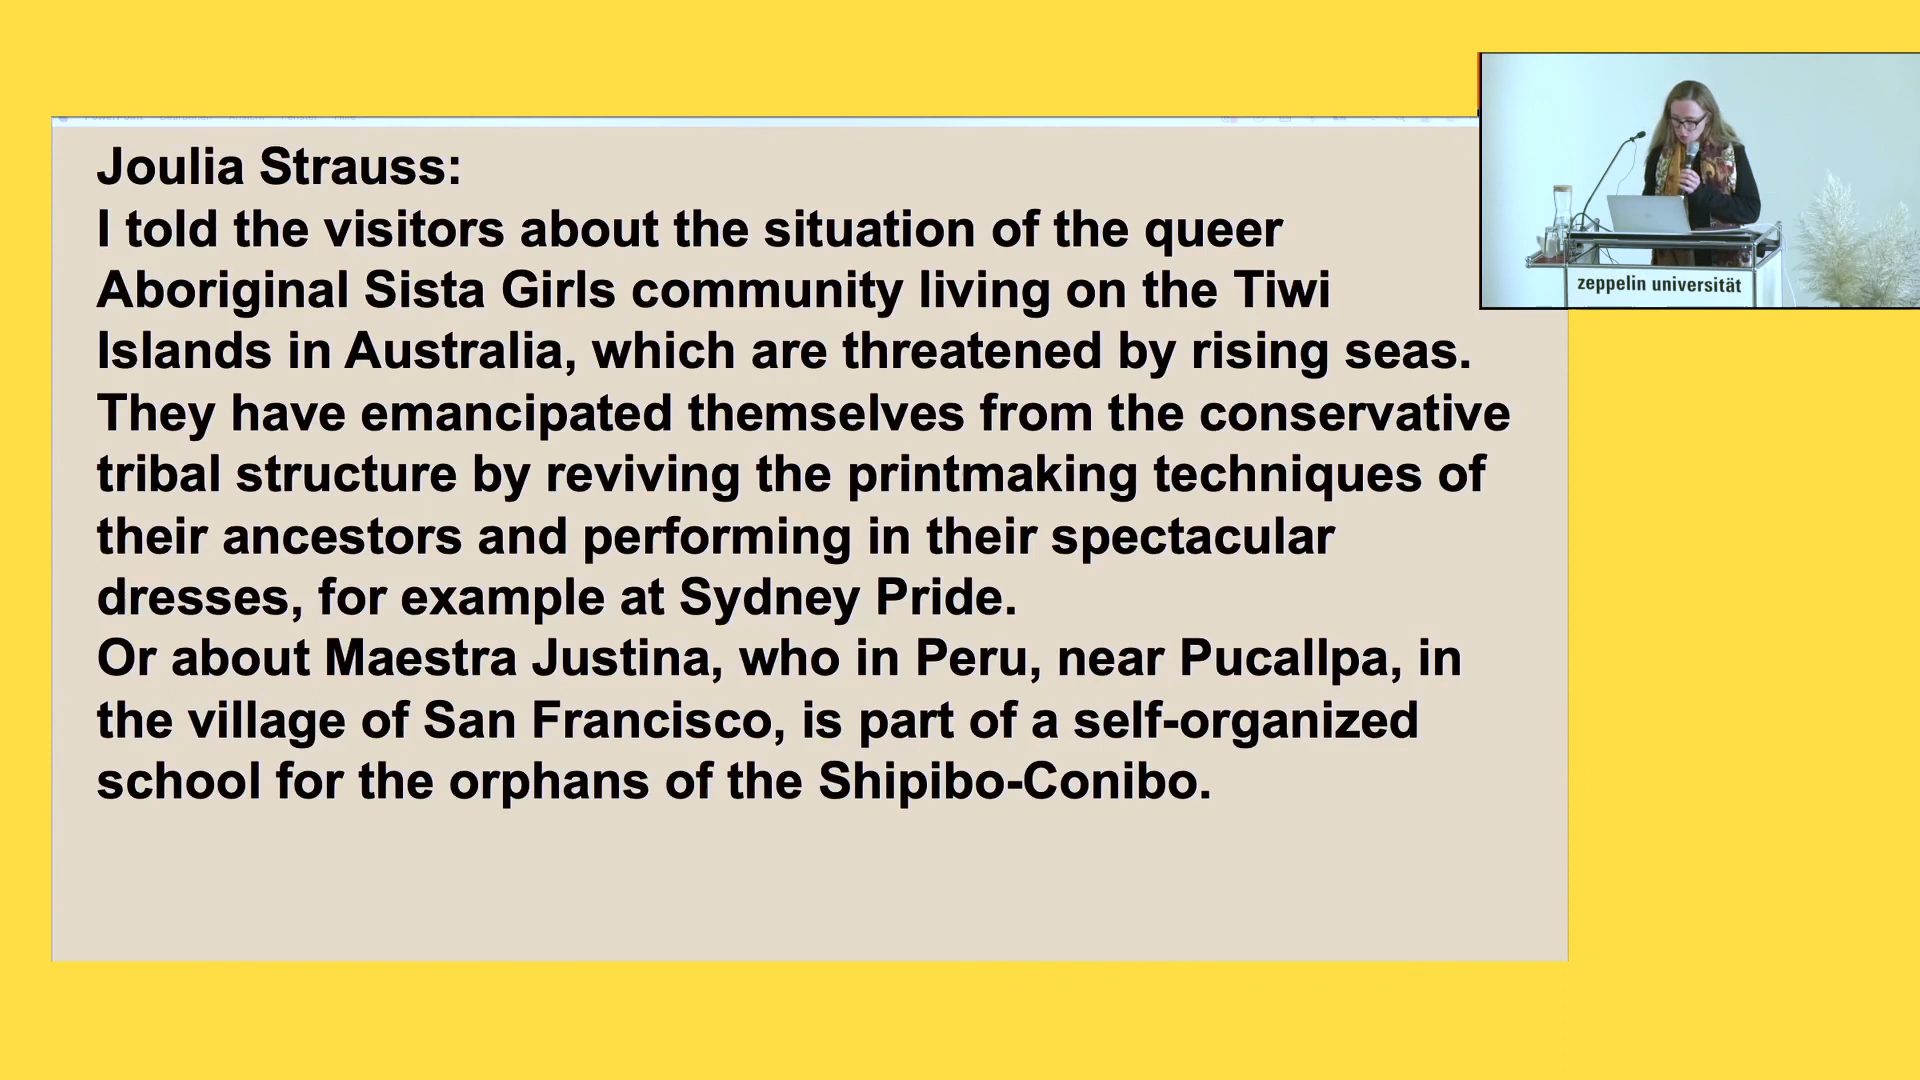 Joulia Strauss:
I told the visitors about the situation of the queer
Aboriginal Sista Girls community living on the Tiwi
Islands in Australia, which are threatened by rising seas.
They have emancipated themselves from the conservative
tribal structure by reviving the printmaking techniques of
their ancestors and performing in their spectacular
dresses, for example at Sydney Pride.
Or about Maestra Justina, who in Peru, near Pucallpa, in
the village of San Francisco, is part of a self-organized
school for the orphans of the Shipibo-Conibo.
zeppelin universität